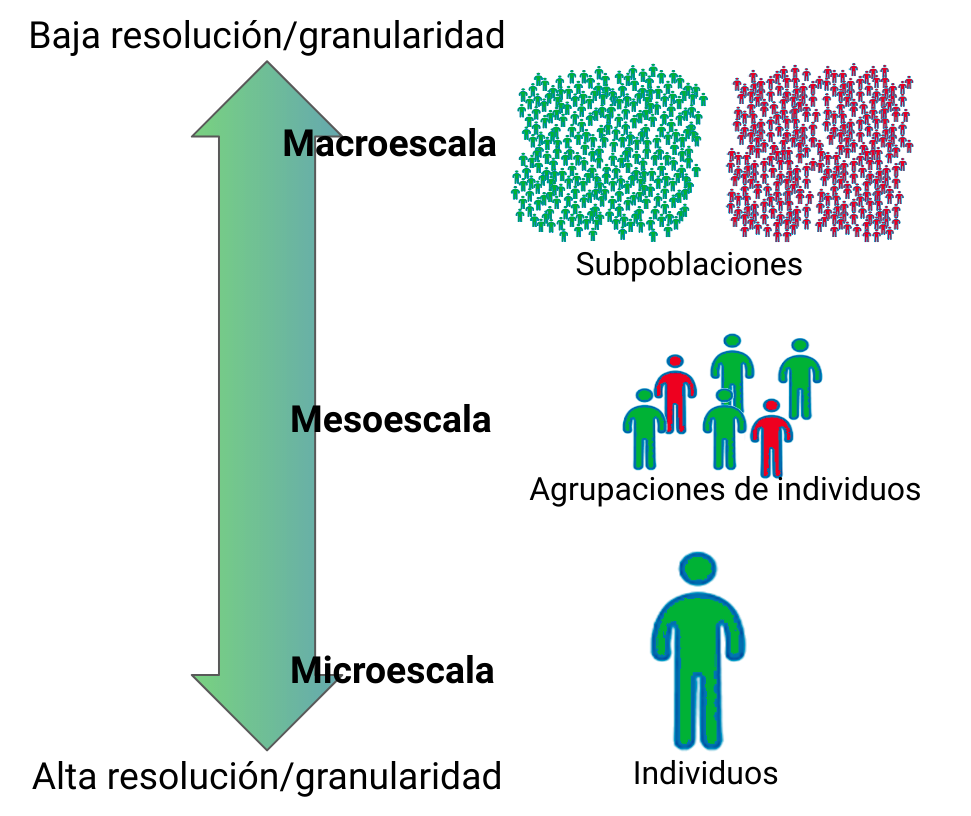 Baja resolución/granularidad
Macroescala
Subpoblaciones
Mesoescala
Agrupaciones de individuos
Microescala
Individuos
Alta resolución/granularidad